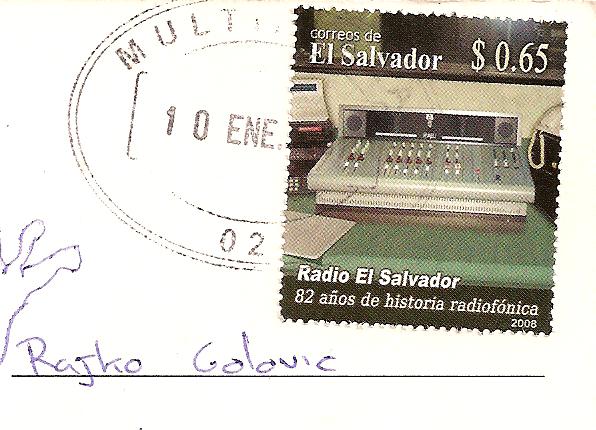 correos de
El Salvador $ 0.65
MULTI
10 ENE.
02
Radio El Salvador
82 años de historia radiofónica
2008
Rajko Golovic